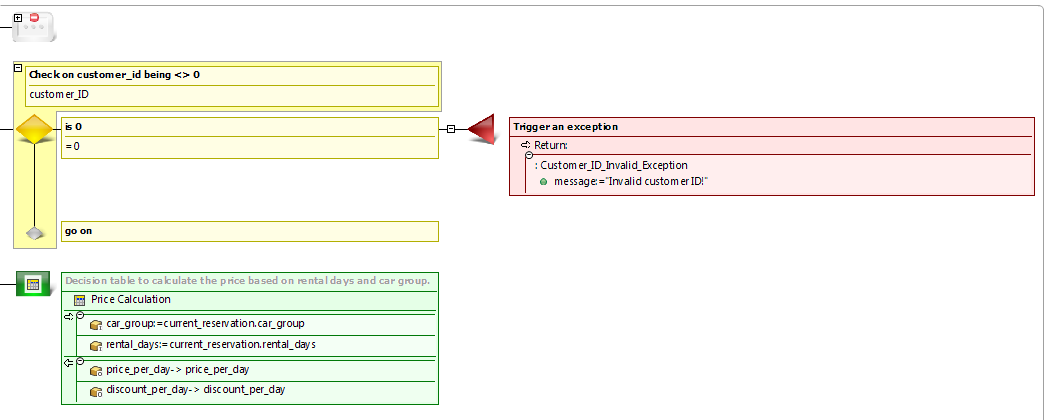 Check on customer_id being <> 0
customer_ID
is 0
= 0
Trigger an exception
Return:
: Customer_ID_Invalid_Exception
message:="Invalid customerID!"
go on
Decision table to calculate the price based on rental days and car group.
Price Calculation
car_group:=current_reservation.car_group
rental_days:=current_reservation.rental_days
price_per_day-> price_per_day
discount_per_day-> discount_per_day